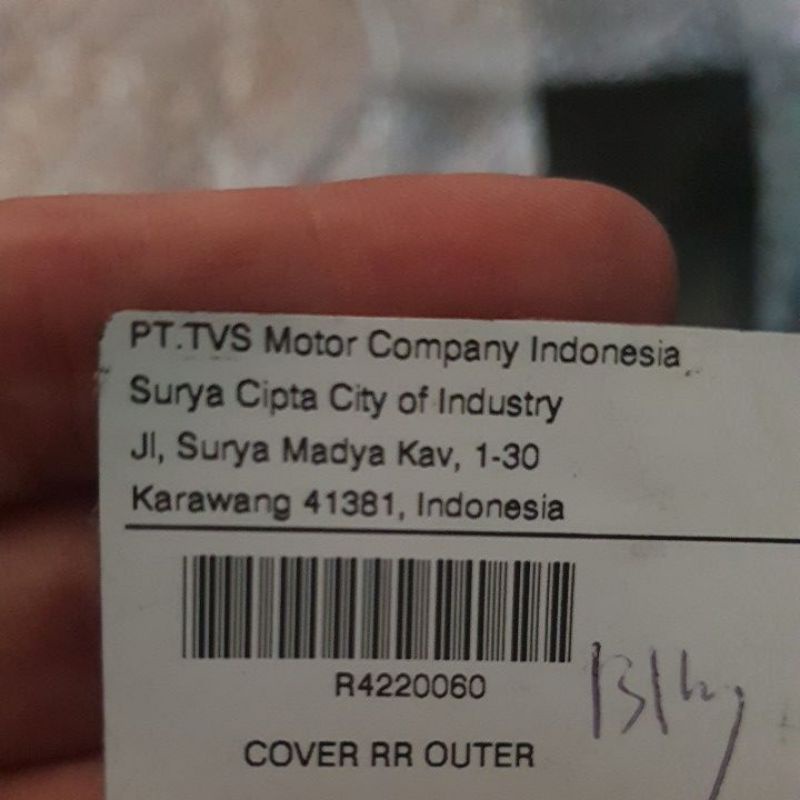 PT.TVS Motor Company Indonesia
Surya Cipta City of Industry
Jl, Surya Madya Kav, 1-30
Karawang 41381, Indonesia
R4220060
COVER RR OUTER